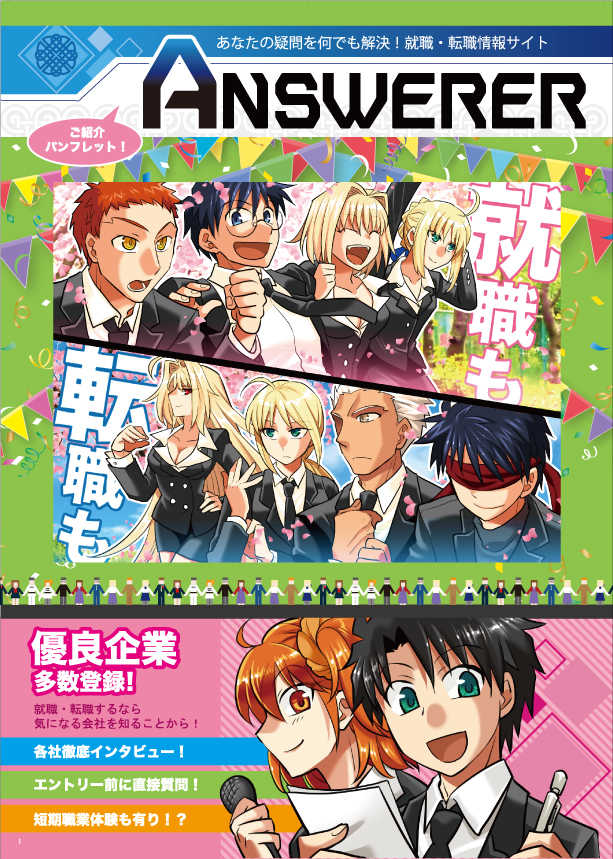 あなたの疑問を何でも解決！就職・転職情報サイト
ANSWERER
ご紹介
パンフレット！
就職も
転職も
優良企業
多数登録!
就職・転職するなら
気になる会社を知ることから！
各社徹底インタビュー！
エントリー前に直接質問！
短期職業体験も有り！？
1